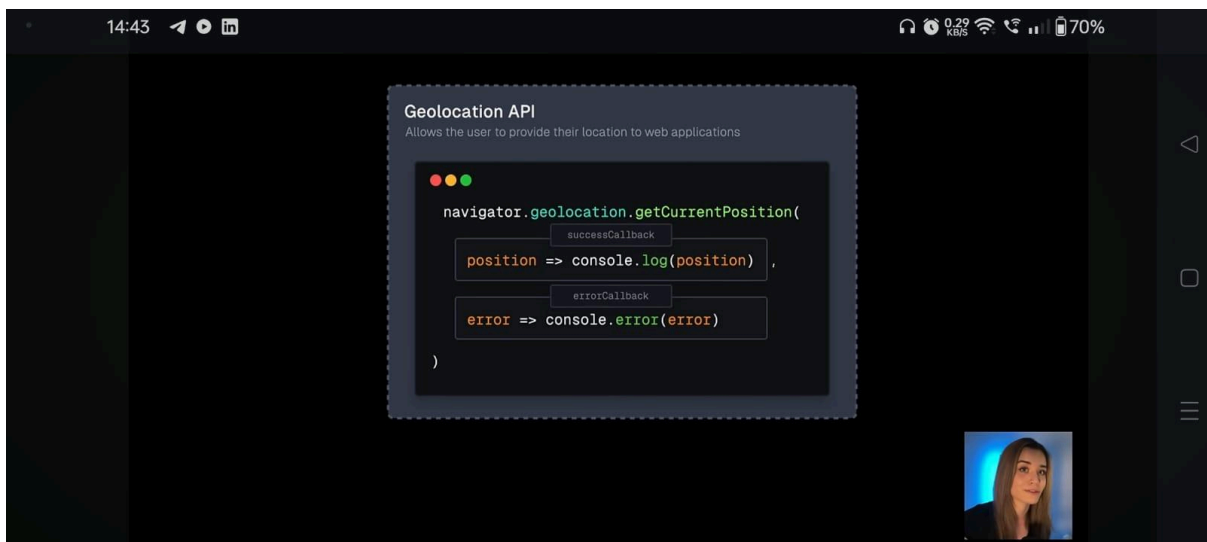 14:43 in 0.29 KB/S 70%
Geolocation API
Allows the user to provide their location to web applications
navigator.geolocation.getCurrentPosition(
successCallback
position => console.log(position) ,
errorCallback
error => console.error(error)
)